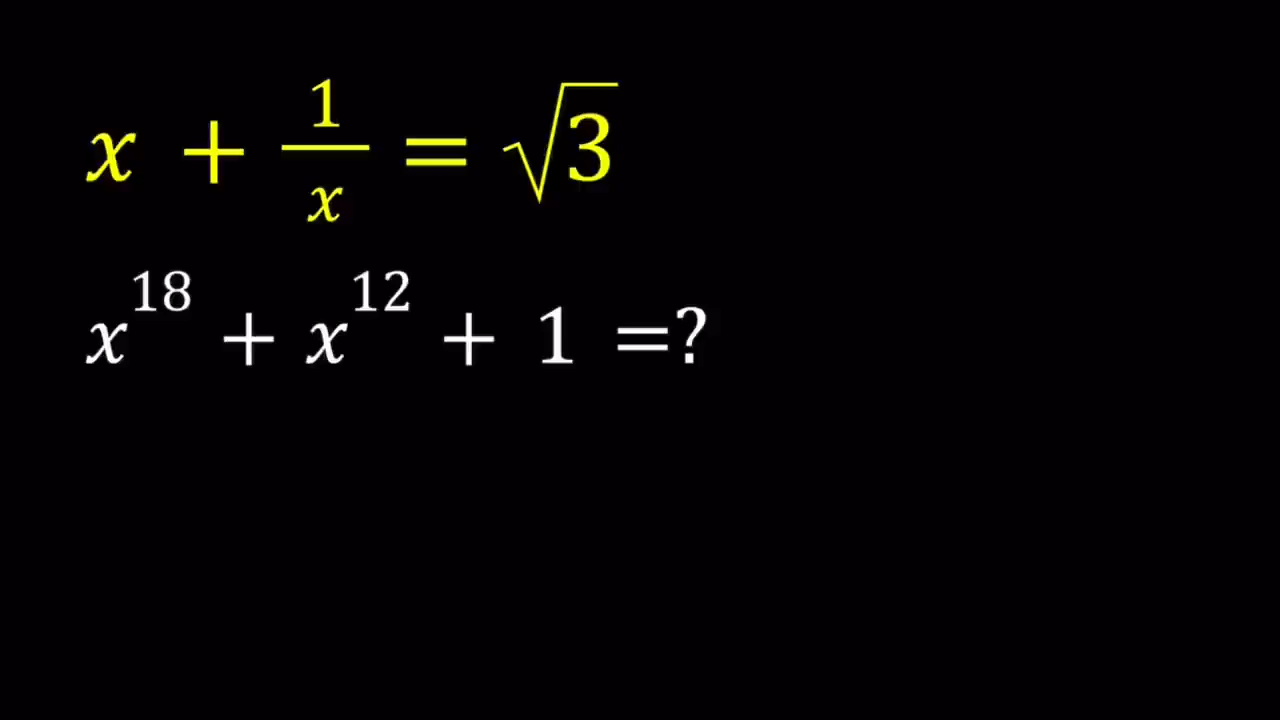 x + 1/x = √3
x^18 + x^12 + 1 =?